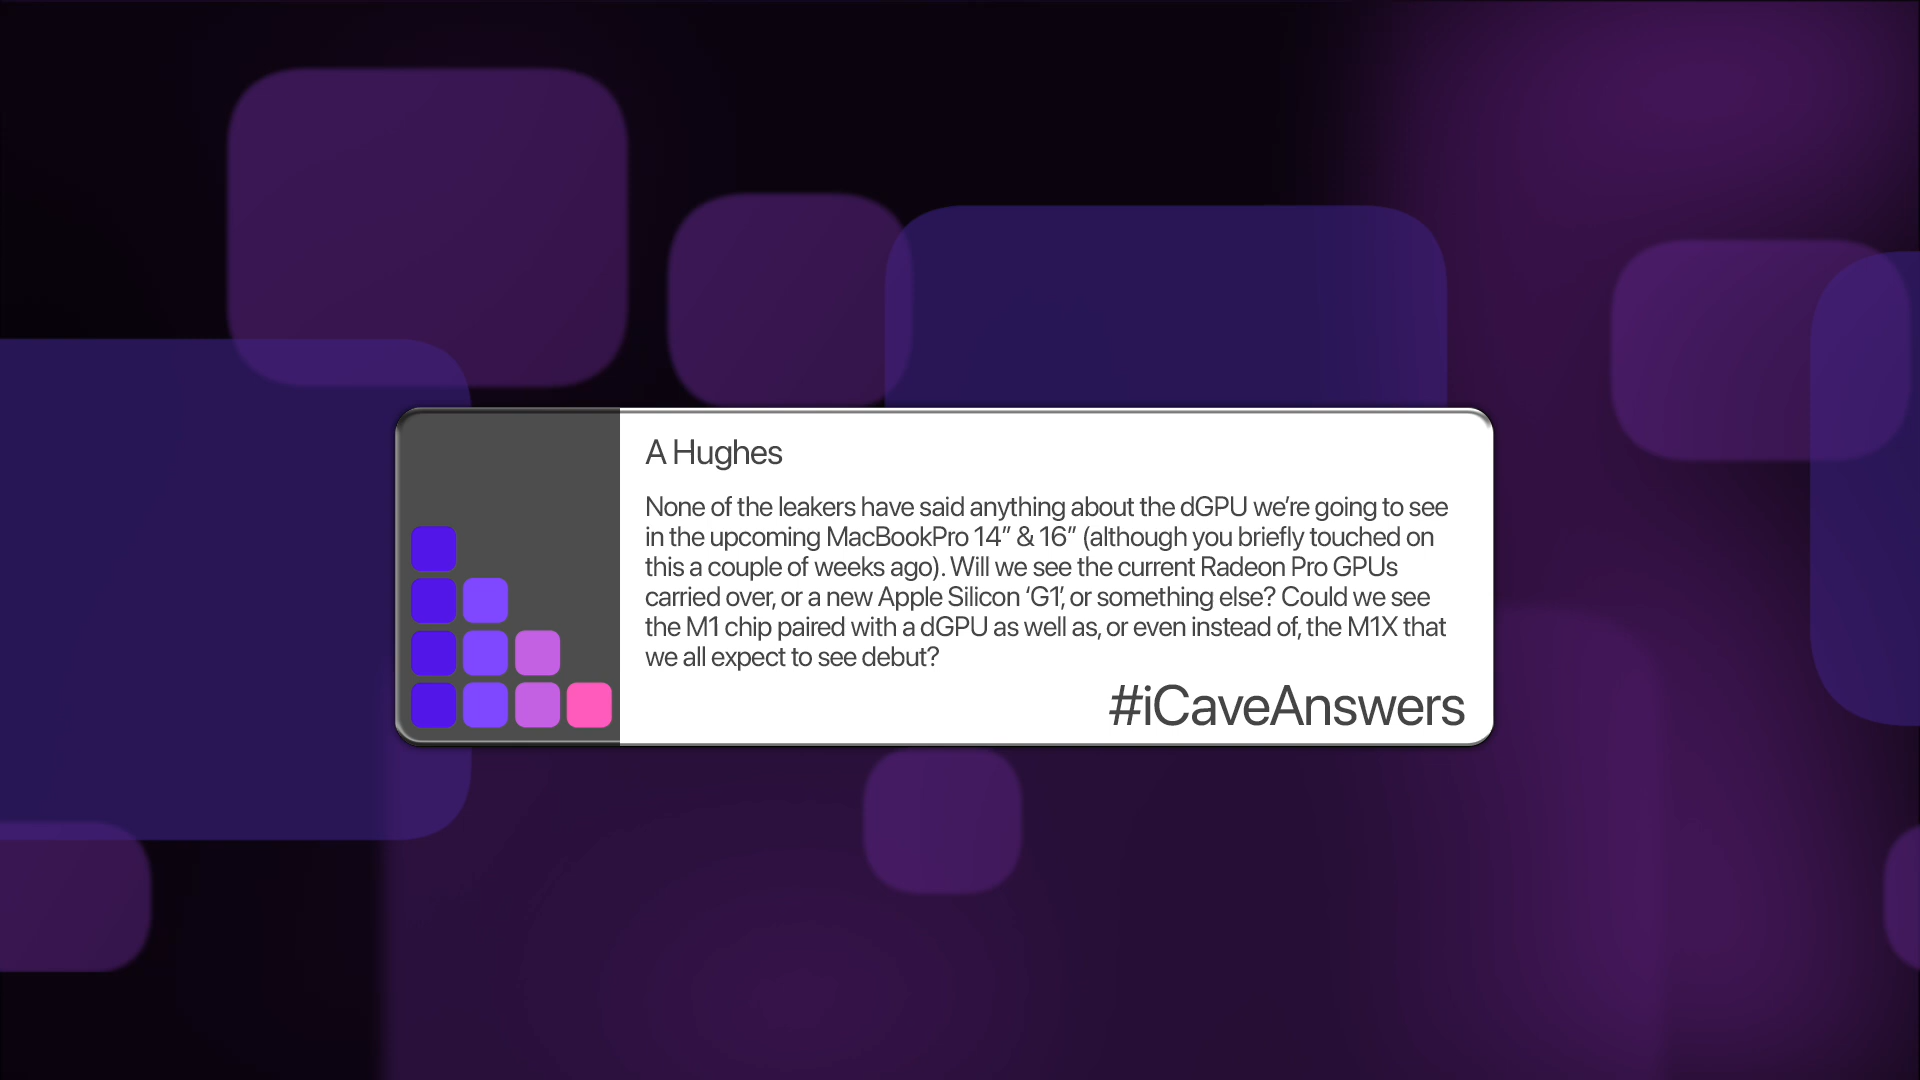 A Hughes
None of the leakers have said anything about the dGPU we’re going to see
in the upcoming MacBookPro 14” & 16” (although you briefly touched on
this a couple of weeks ago). Will we see the current Radeon Pro GPUs
carried over, or a new Apple Silicon ‘G1’, or something else? Could we see
the M1 chip paired with a dGPU as well as, or even instead of, the M1X that
we all expect to see debut?
#iCaveAnswers